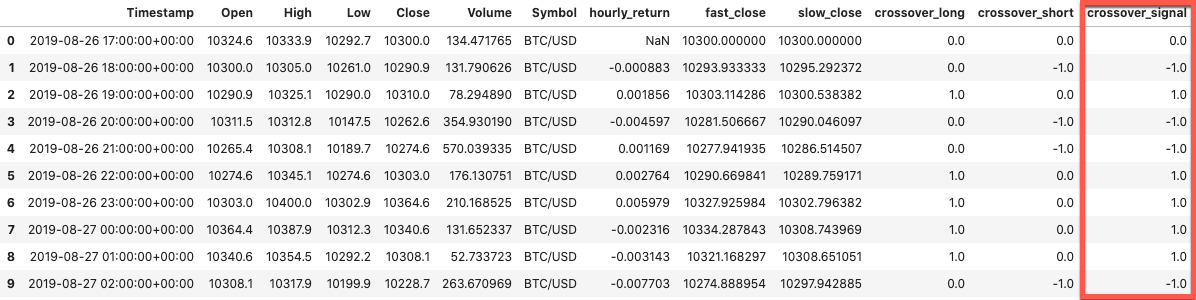 Timestamp Open High Low Close Volume Symbol hourly_return fast_close slow_close crossover_long crossover_short crossover_signal
0 2019-08-26 17:00:00+00:00 10324.6 10333.9 10292.7 10300.0 134.471765 BTC/USD NaN 10300.000000 10300.000000 0.0 0.0 0.0
1 2019-08-26 18:00:00+00:00 10300.0 10305.0 10261.0 10290.9 131.790626 BTC/USD -0.000883 10293.933333 10295.292372 0.0 -1.0 -1.0
2 2019-08-26 19:00:00+00:00 10290.9 10325.1 10290.0 10310.0 78.294890 BTC/USD 0.001856 10303.114286 10300.538382 1.0 0.0 1.0
3 2019-08-26 20:00:00+00:00 10311.5 10312.8 10147.5 10262.6 354.930190 BTC/USD -0.004597 10281.506667 10290.046097 0.0 -1.0 -1.0
4 2019-08-26 21:00:00+00:00 10265.4 10308.1 10189.7 10274.6 570.039335 BTC/USD 0.001169 10277.941935 10286.514507 0.0 -1.0 -1.0
5 2019-08-26 22:00:00+00:00 10274.6 10345.1 10274.6 10303.0 176.130751 BTC/USD 0.002764 10290.669841 10289.759171 1.0 0.0 1.0
6 2019-08-26 23:00:00+00:00 10303.0 10400.0 10302.9 10364.6 210.168525 BTC/USD 0.005979 10327.925984 10302.796382 1.0 0.0 1.0
7 2019-08-27 00:00:00+00:00 10364.4 10387.9 10312.3 10340.6 131.652337 BTC/USD -0.002316 10334.287843 10308.743969 1.0 0.0 1.0
8 2019-08-27 01:00:00+00:00 10340.6 10354.5 10292.2 10308.1 52.733723 BTC/USD -0.003143 10321.168297 10308.651051 1.0 0.0 1.0
9 2019-08-27 02:00:00+00:00 10308.1 10317.9 10199.9 10228.7 263.670969 BTC/USD -0.007703 10274.888954 10297.942885 0.0 -1.0 -1.0